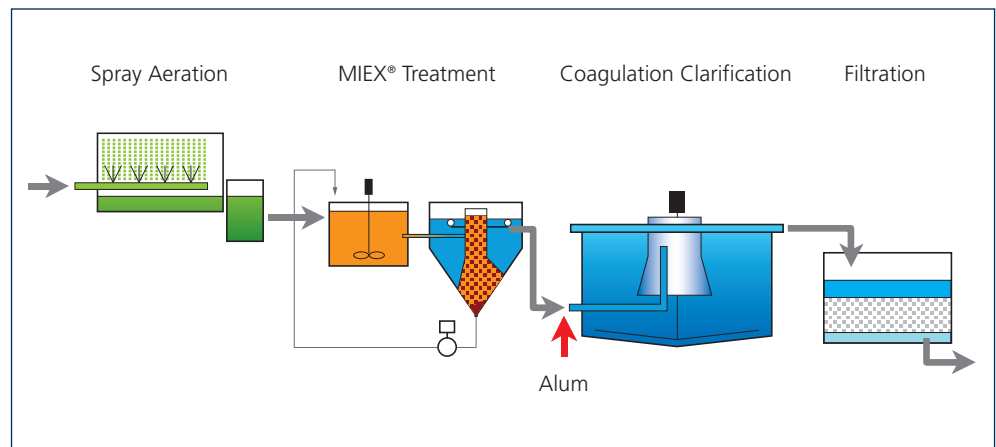 Spray Aeration
MIEX® Treatment
Coagulation Clarification
Filtration
Alum